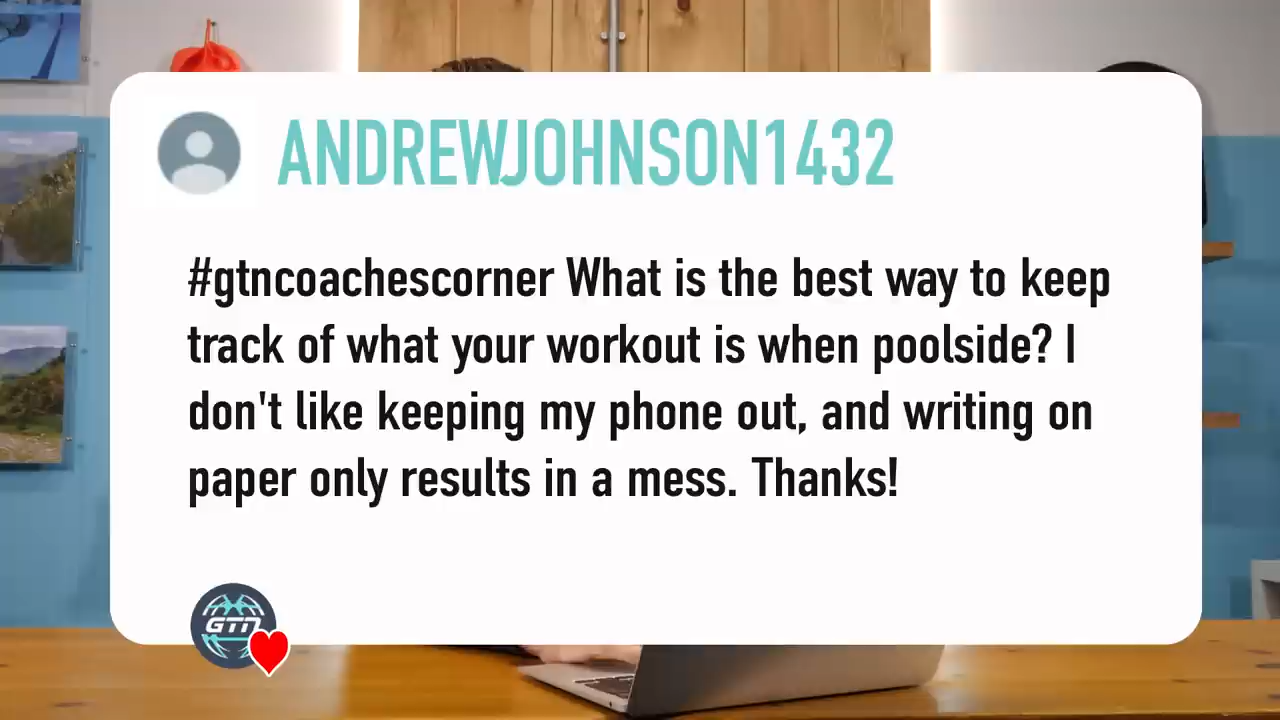 ANDREWJOHNSON1432
#gtncoachescorner What is the best way to keep
track of what your workout is when poolside? I
don't like keeping my phone out, and writing on
paper only results in a mess. Thanks!
GTN